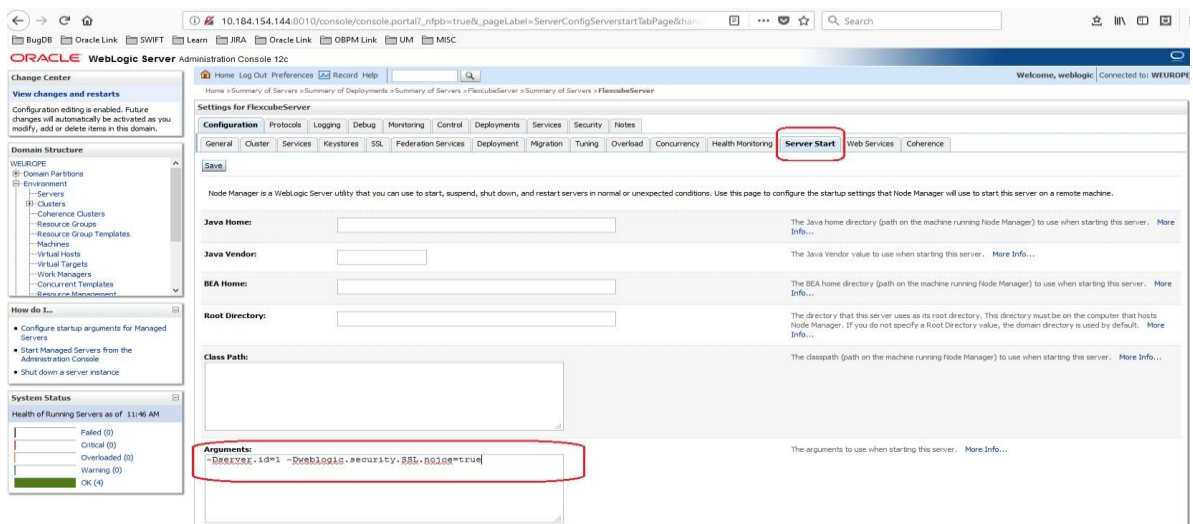 10.184.154.144:8010/console/console.portal?_nfpb=true&_pageLabel=ServerConfigServerstartTabPage&han
Search
BugDB Oracle Link SWIFT Learn JIRA Oracle Link OBPM Link UM MISC
ORACLE WebLogic Server Administration Console 12c
Change Center
View changes and restarts
Configuration editing is enabled. Future
changes will automatically be activated as you
modify, add or delete items in this domain.
Domain Structure
WEUROPE
Domain Partitions
Environment
Servers
Clusters
Coherence Clusters
Resource Groups
Resource Group Templates
Machines
Virtual Hosts
Virtual Targets
Work Managers
Concurrent Templates
Resource Management
How do I...
Configure startup arguments for Managed
Servers
Start Managed Servers from the
Administration Console
Shut down a server instance
System Status
Health of Running Servers as of 11:46 AM
Failed (0)
Critical (0)
Overloaded (0)
Warning (0)
OK (4)
Home Log Out Preferences Record Help
Welcome, weblogic Connected to: WEUROPE
Home >Summary of Servers >Summary of Deployments >Summary of Servers >FlexcubeServer >Summary of Servers >FlexcubeServer
Settings for FlexcubeServer
Configuration Protocols Logging Debug Monitoring Control Deployments Services Security Notes
General Cluster Services Keystores SSL Federation Services Deployment Migration Tuning Overload Concurrency Health Monitoring Server Start Web Services Coherence
Save
Node Manager is a WebLogic Server utility that you can use to start, suspend, shut down, and restart servers in normal or unexpected conditions. Use this page to configure the startup settings that Node Manager will use to start this server on a remote machine.
Java Home:
The Java home directory (path on the machine running Node Manager) to use when starting this server. More
Info...
Java Vendor:
The Java Vendor value to use when starting this server. More Info...
BEA Home:
The BEA home directory (path on the machine running Node Manager) to use when starting this server. More
Info...
Root Directory:
The directory that this server uses as its root directory. This directory must be on the computer that hosts
Node Manager. If you do not specify a Root Directory value, the domain directory is used by default. More
Info...
Class Path:
The classpath (path on the machine running Node Manager) to use when starting this server. More Info...
Arguments:
-Dserver.id=1 -Dweblogic.security.SSL.nojce=true
The arguments to use when starting this server. More Info...